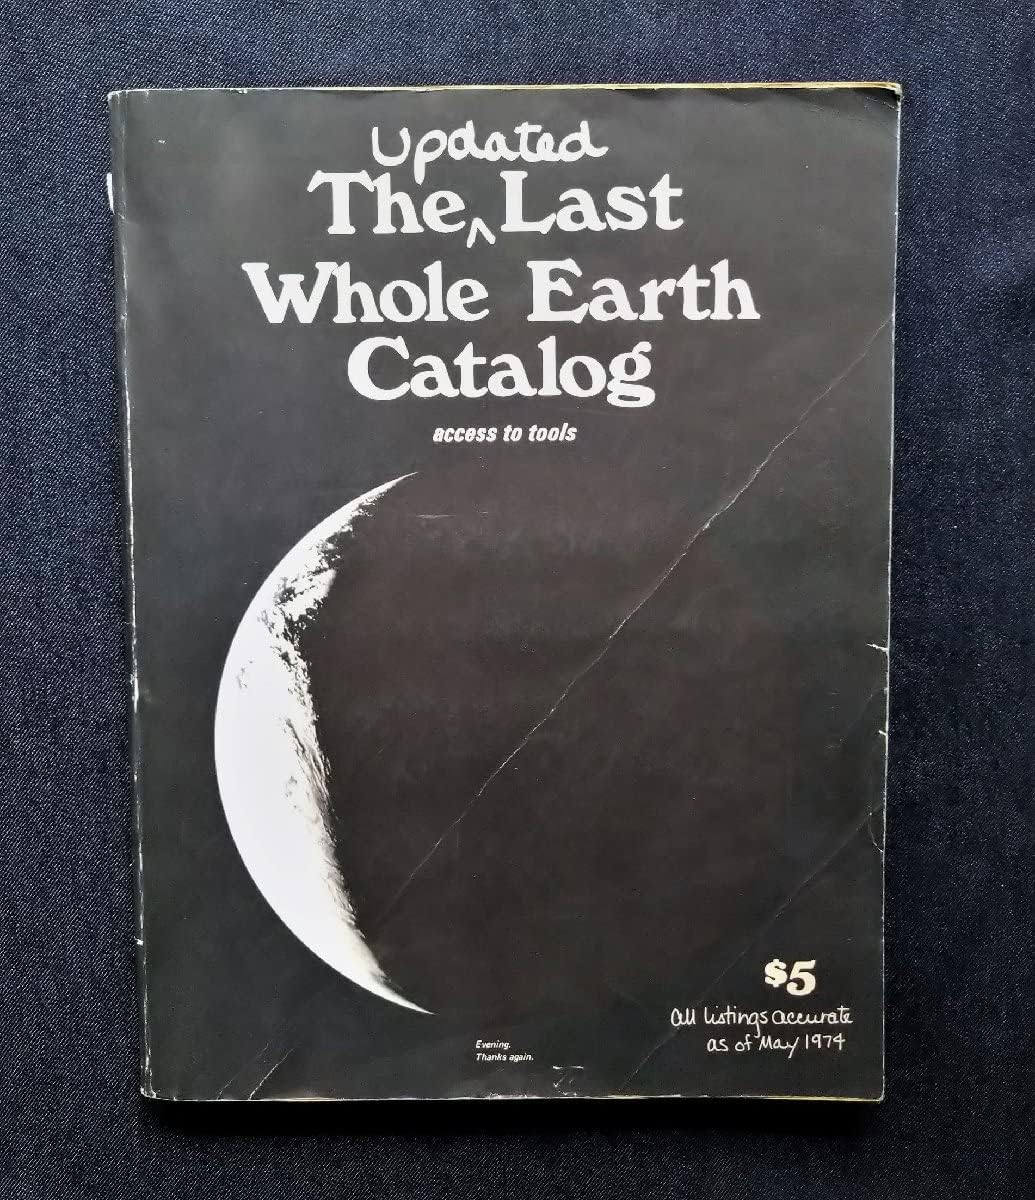 updated
The ‸ Last
Whole Earth
Catalog
access to tools
$5
all listings accurate
as of May 1974
Evening.
Thanks again.